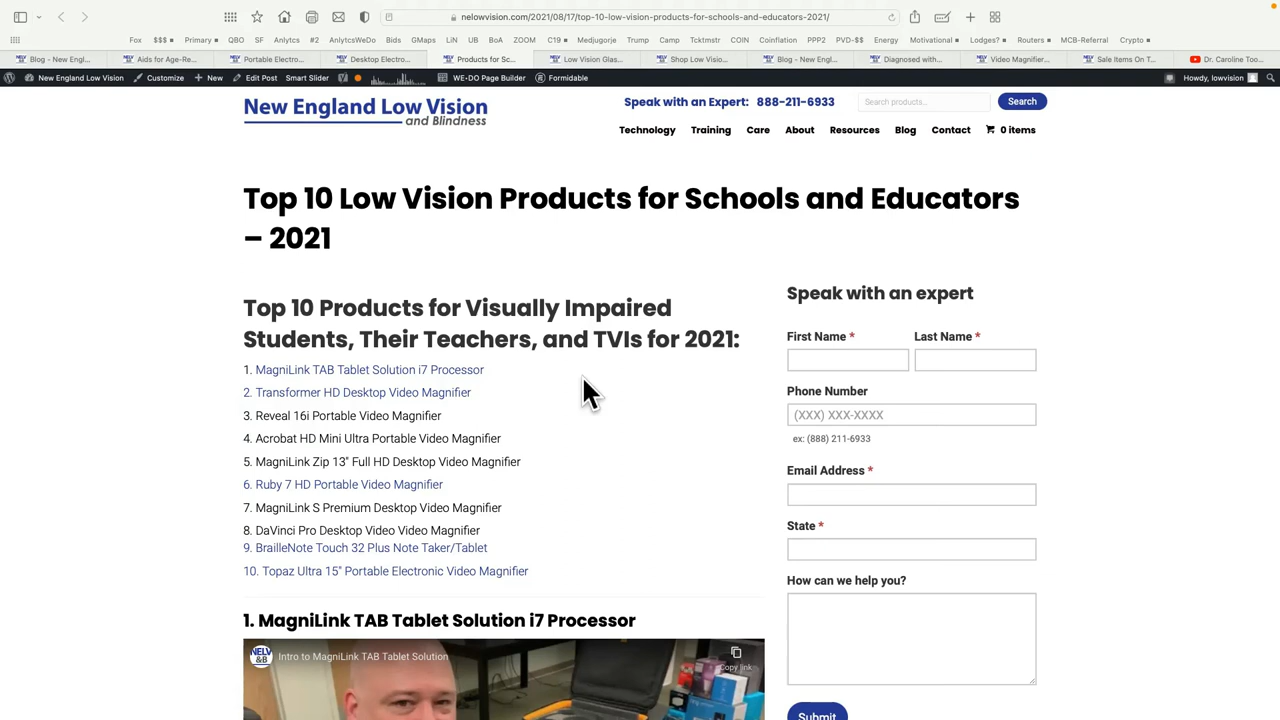 nelowvision.com/2021/08/17/top-10-low-vision-products-for-schools-and-educators-2021/
Fox $$$ Primary QBO SF Anlytcs #2 AnlytcsWeDo Bids GMaps LiN UB BoA ZOOM C19 Medjugorje Trump Camp Tcktmstr COIN Coinflation PPP2 PVD-$$ Energy Motivational Lodges? Routers MCB-Referral Crypto
Blog - New Engl... Aids for Age-Re... Portable Electro... Desktop Electro... Products for Sc... Low Vision Glas... Shop Low Visio... Blog - New Engl... Diagnosed with... Video Magnifier... Sale Items On T... Dr. Caroline Too...
New England Low Vision Customize New Edit Post Smart Slider WE-DO Page Builder Formidable Howdy, lowvision
New England Low Vision
and Blindness
Speak with an Expert: 888-211-6933 Search products... Search
Technology Training Care About Resources Blog Contact 0 items
Top 10 Low Vision Products for Schools and Educators
– 2021
Top 10 Products for Visually Impaired
Students, Their Teachers, and TVIs for 2021:
1. MagniLink TAB Tablet Solution i7 Processor
2. Transformer HD Desktop Video Magnifier
3. Reveal 16i Portable Video Magnifier
4. Acrobat HD Mini Ultra Portable Video Magnifier
5. MagniLink Zip 13" Full HD Desktop Video Magnifier
6. Ruby 7 HD Portable Video Magnifier
7. MagniLink S Premium Desktop Video Magnifier
8. DaVinci Pro Desktop Video Video Magnifier
9. BrailleNote Touch 32 Plus Note Taker/Tablet
10. Topaz Ultra 15" Portable Electronic Video Magnifier
1. MagniLink TAB Tablet Solution i7 Processor
NELV
&B
Intro to MagniLink TAB Tablet Solution
Copy link
Speak with an expert
First Name * Last Name *
Phone Number
(XXX) XXX-XXXX
ex: (888) 211-6933
Email Address *
State *
How can we help you?
Submit